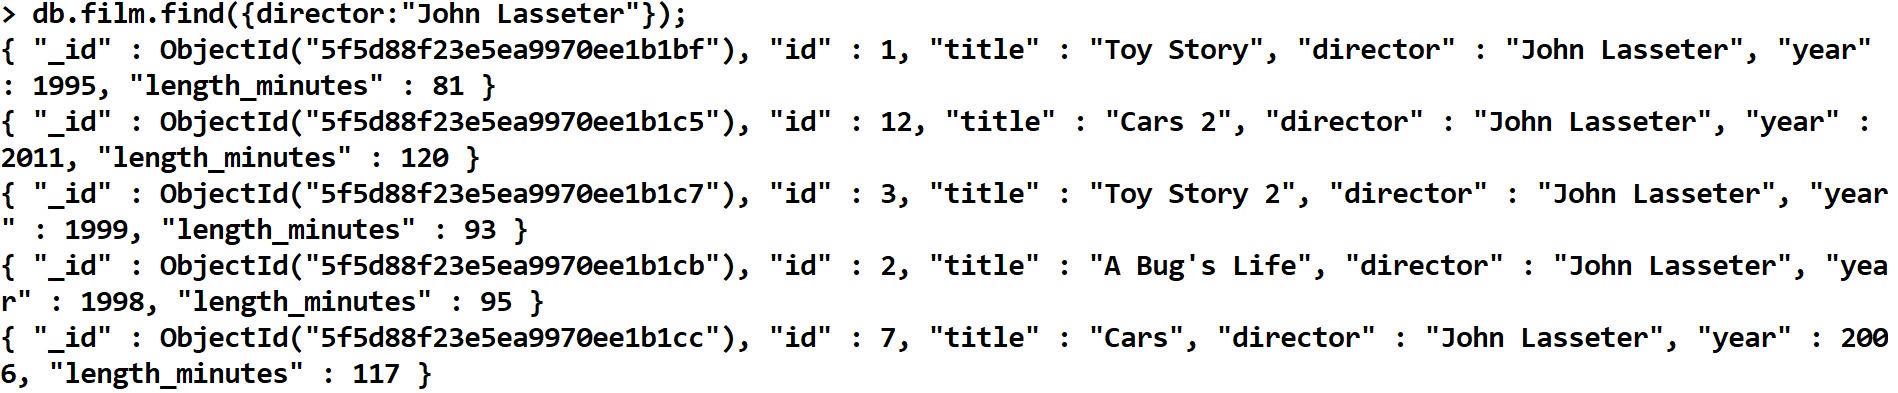 > db.film.find({director:"John Lasseter"});
{ "_id" : ObjectId("5f5d88f23e5ea9970ee1b1bf"), "id" : 1, "title" : "Toy Story", "director" : "John Lasseter", "year"
: 1995, "length_minutes" : 81 }
{ "_id" : ObjectId("5f5d88f23e5ea9970ee1b1c5"), "id" : 12, "title" : "Cars 2", "director" : "John Lasseter", "year" :
2011, "length_minutes" : 120 }
{ "_id" : ObjectId("5f5d88f23e5ea9970ee1b1c7"), "id" : 3, "title" : "Toy Story 2", "director" : "John Lasseter", "year
" : 1999, "length_minutes" : 93 }
{ "_id" : ObjectId("5f5d88f23e5ea9970ee1b1cb"), "id" : 2, "title" : "A Bug's Life", "director" : "John Lasseter", "yea
r" : 1998, "length_minutes" : 95 }
{ "_id" : ObjectId("5f5d88f23e5ea9970ee1b1cc"), "id" : 7, "title" : "Cars", "director" : "John Lasseter", "year" : 200
6, "length_minutes" : 117 }